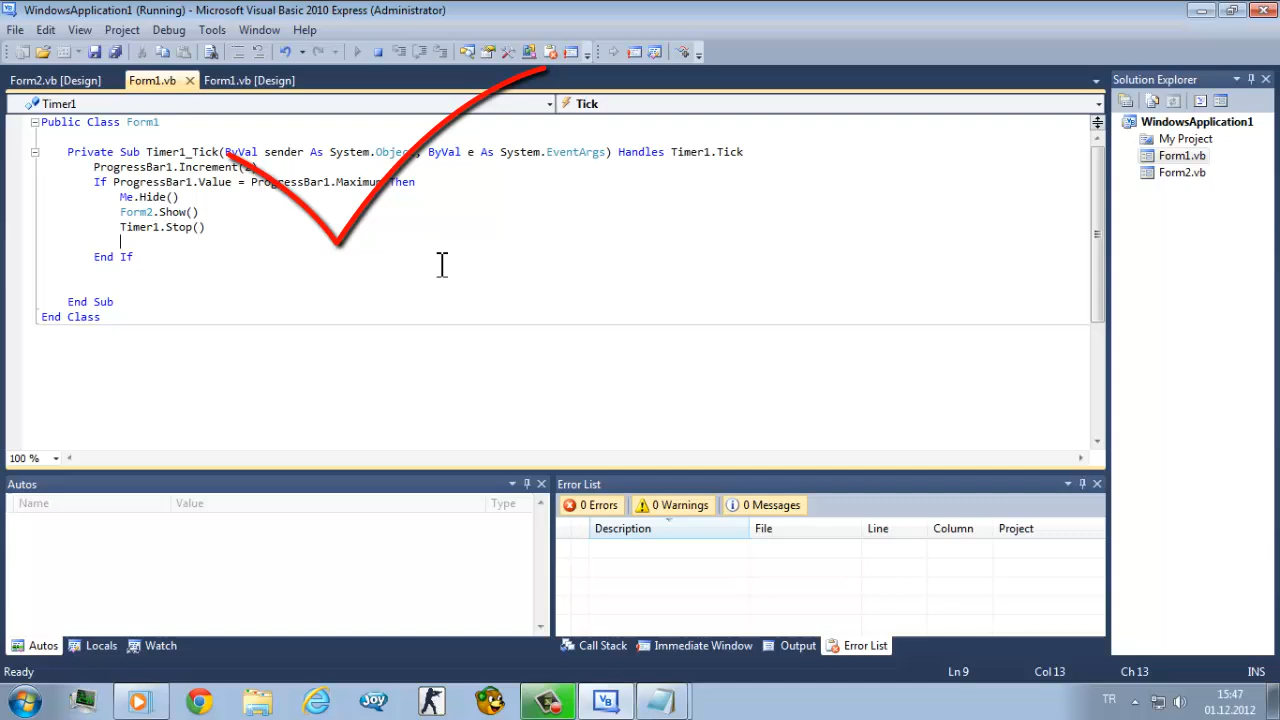 WindowsApplication1 (Running) - Microsoft Visual Basic 2010 Express (Administrator)
File Edit View Project Debug Tools Window Help
Form2.vb [Design] Form1.vb Form1.vb [Design]
Timer1 Tick
Public Class Form1
Private Sub Timer1_Tick(ByVal sender As System. , ByVal e As System.EventArgs) Handles Timer1.Tick
ProgressBar1.Increment(
If ProgressBar1.Value = ProgressBar1.Maximum Then
Me.Hide()
Form2.Show()
Timer1.Stop()
End If
End Sub
End Class
100 %
Solution Explorer
WindowsApplication1
My Project
Form1.vb
Form2.vb
Autos
Name Value Type
Autos Locals Watch
Error List
0 Errors 0 Warnings 0 Messages
Description File Line Column Project
Call Stack Immediate Window Output Error List
Ready Ln 9 Col 13 Ch 13 INS
JOY
VB
TR
15:47
01.12.2012